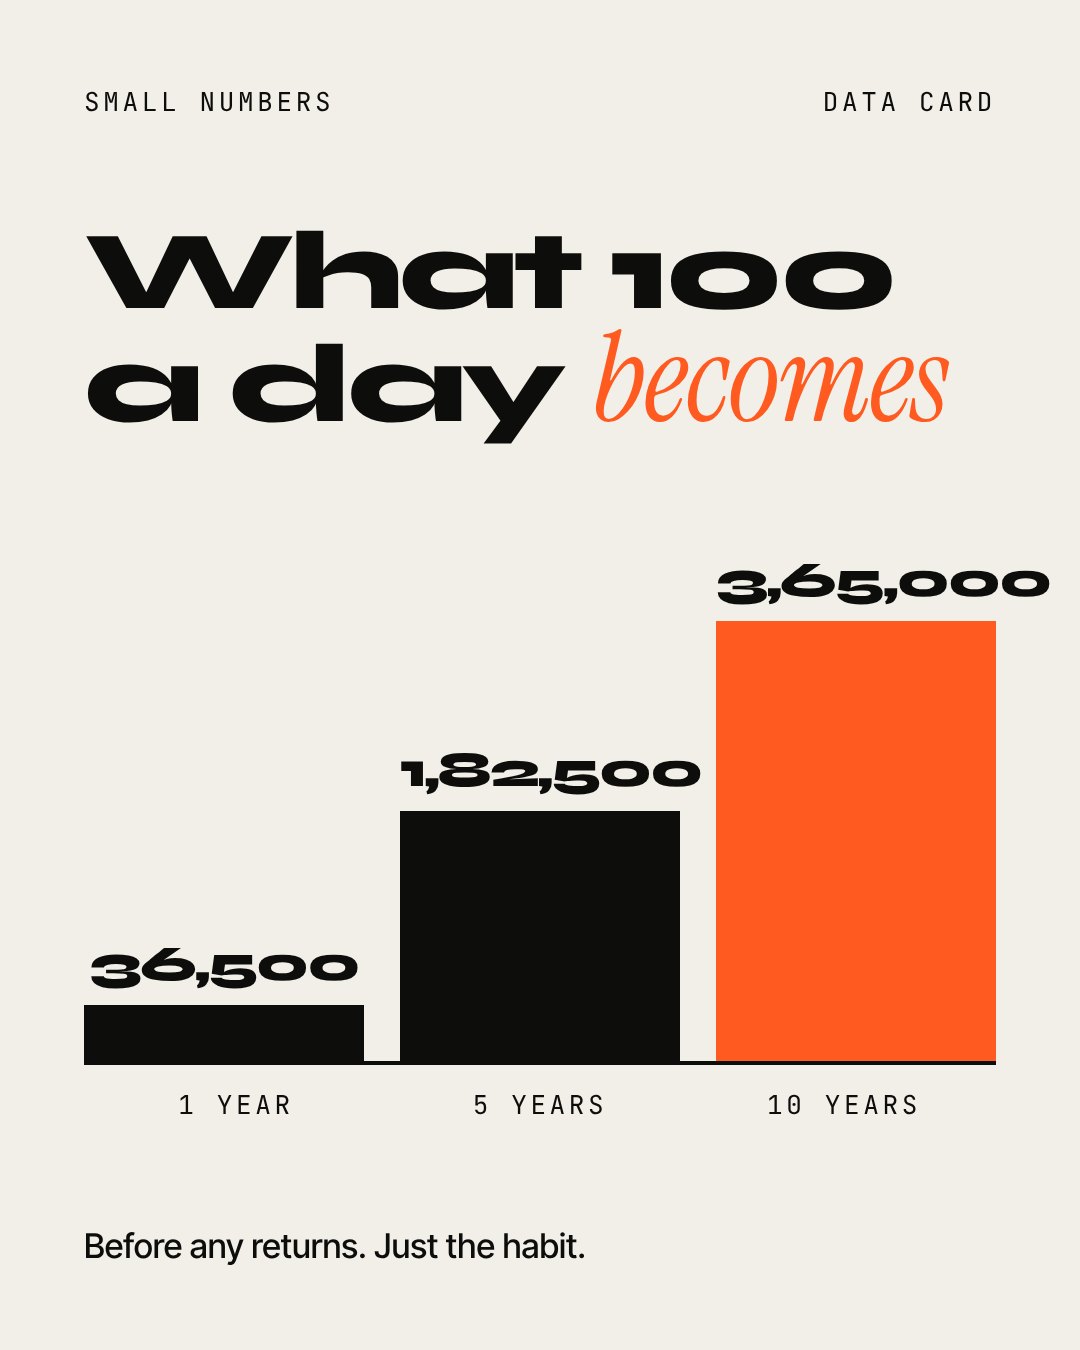 SMALL NUMBERS
DATA CARD
What 100
a day becomes
3,65,000
1,82,500
36,500
1 YEAR
5 YEARS
10 YEARS
Before any returns. Just the habit.